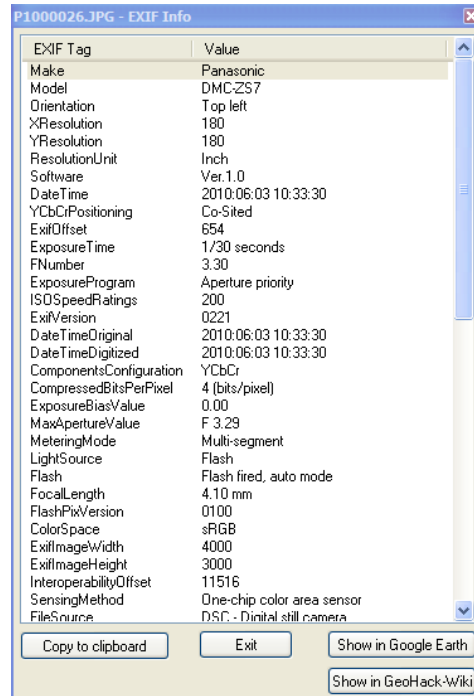 P1000026.JPG - EXIF Info
EXIF Tag Value
Make Panasonic
Model DMC-ZS7
Orientation Top left
XResolution 180
YResolution 180
ResolutionUnit Inch
Software Ver.1.0
DateTime 2010:06:03 10:33:30
YCbCrPositioning Co-Sited
ExifOffset 654
ExposureTime 1/30 seconds
FNumber 3.30
ExposureProgram Aperture priority
ISOSpeedRatings 200
ExifVersion 0221
DateTimeOriginal 2010:06:03 10:33:30
DateTimeDigitized 2010:06:03 10:33:30
ComponentsConfiguration YCbCr
CompressedBitsPerPixel 4 (bits/pixel)
ExposureBiasValue 0.00
MaxApertureValue F 3.29
MeteringMode Multi-segment
LightSource Flash
Flash Flash fired, auto mode
FocalLength 4.10 mm
FlashPixVersion 0100
ColorSpace sRGB
ExifImageWidth 4000
ExifImageHeight 3000
InteroperabilityOffset 11516
SensingMethod One-chip color area sensor
FileSource DSC - Digital still camera
Copy to clipboard Exit Show in Google Earth
Show in GeoHack-Wiki